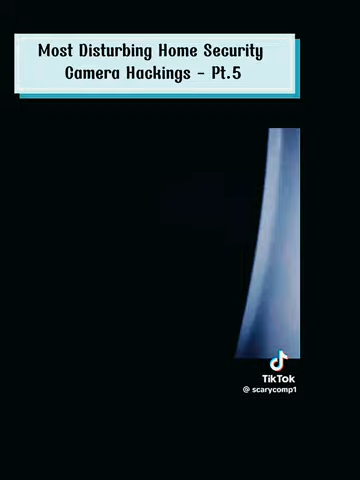 Most Disturbing Home Security
Camera Hackings - Pt.5
TikTok
@ scarycomp1